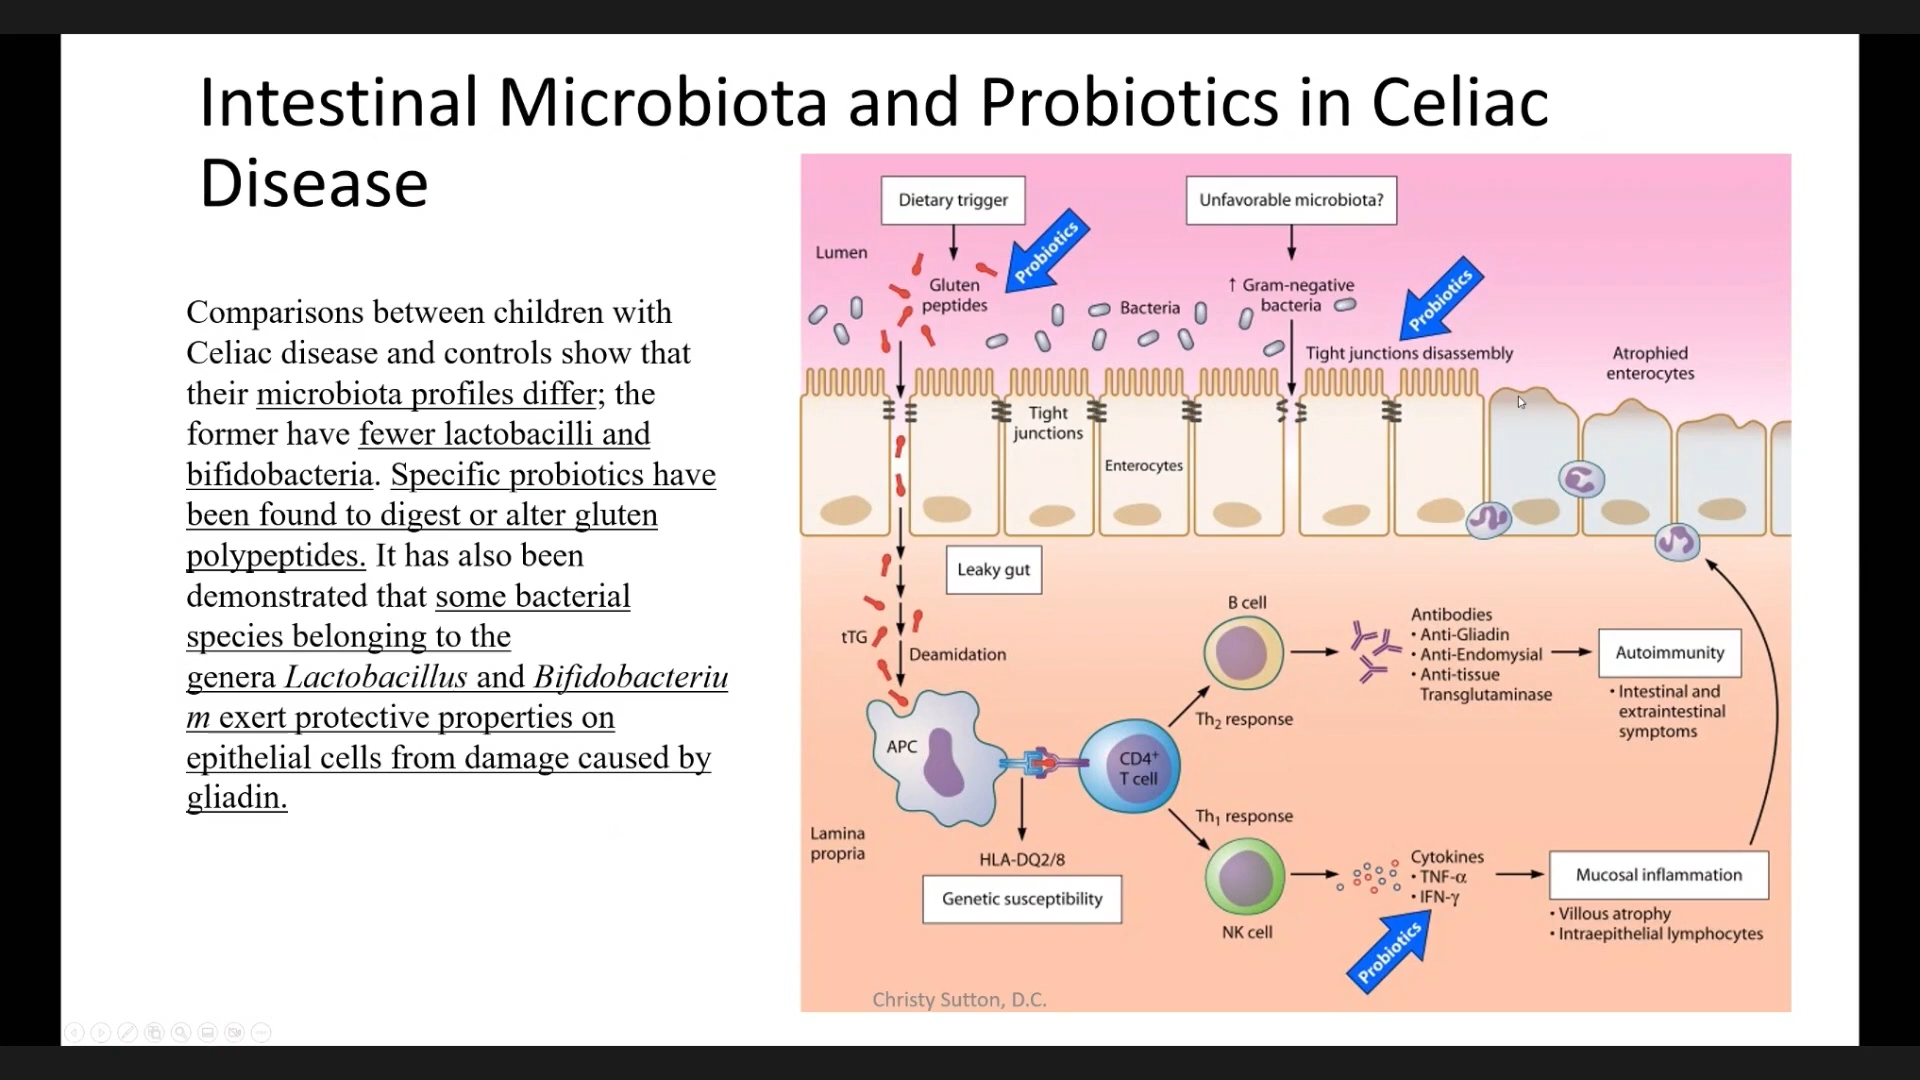 Intestinal Microbiota and Probiotics in Celiac
Disease
Comparisons between children with
Celiac disease and controls show that
their microbiota profiles differ; the
former have fewer lactobacilli and
bifidobacteria. Specific probiotics have
been found to digest or alter gluten
polypeptides. It has also been
demonstrated that some bacterial
species belonging to the
genera Lactobacillus and Bifidobacteriu
m exert protective properties on
epithelial cells from damage caused by
gliadin.
Dietary trigger
Unfavorable microbiota?
Probiotics
Lumen
Gluten
peptides
Bacteria
↑ Gram-negative
bacteria
Probiotics
Tight junctions disassembly
Atrophied
enterocytes
Tight
junctions
Enterocytes
Leaky gut
tTG
Deamidation
B cell
Antibodies
• Anti-Gliadin
• Anti-Endomysial
• Anti-tissue
Transglutaminase
Autoimmunity
• Intestinal and
extraintestinal
symptoms
Th2 response
APC
CD4+
T cell
Th1 response
Lamina
propria
HLA-DQ2/8
Genetic susceptibility
NK cell
Cytokines
• TNF-α
• IFN-γ
Mucosal inflammation
• Villous atrophy
• Intraepithelial lymphocytes
Probiotics
Christy Sutton, D.C.